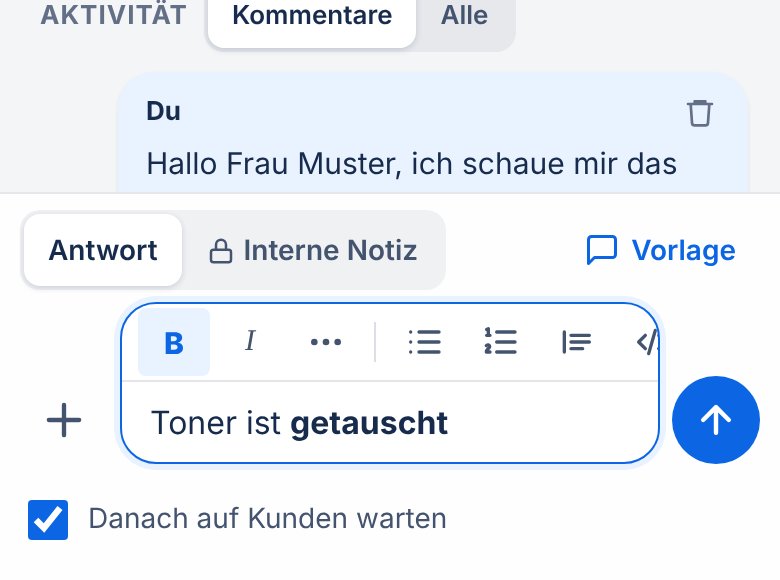 AKTIVITÄT Kommentare Alle
Du
Hallo Frau Muster, ich schaue mir das
Antwort Interne Notiz Vorlage
B I
Toner ist getauscht
Danach auf Kunden warten